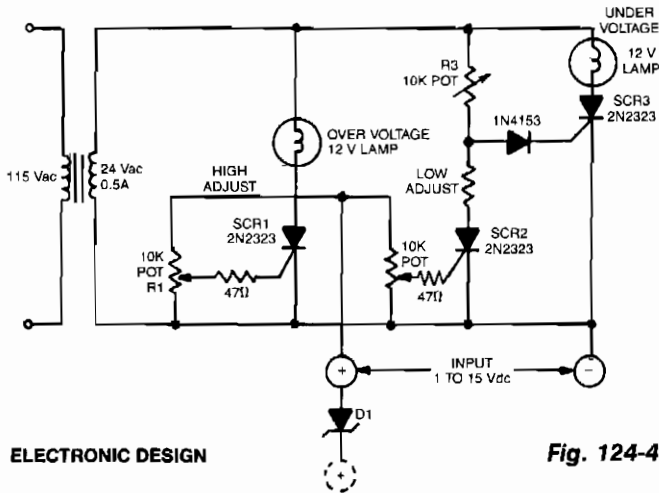 UNDER
VOLTAGE
12 V
LAMP
R3
10K POT
SCR3
2N2323
1N4153
OVER VOLTAGE
12 V LAMP
115 Vac
24 Vac
0.5A
HIGH
ADJUST
LOW
ADJUST
SCR1
2N2323
SCR2
2N2323
10K
POT
R1
47Ω
10K
POT
47Ω
+
INPUT
1 TO 15 Vdc
−
D1
+
ELECTRONIC DESIGN
Fig. 124-4